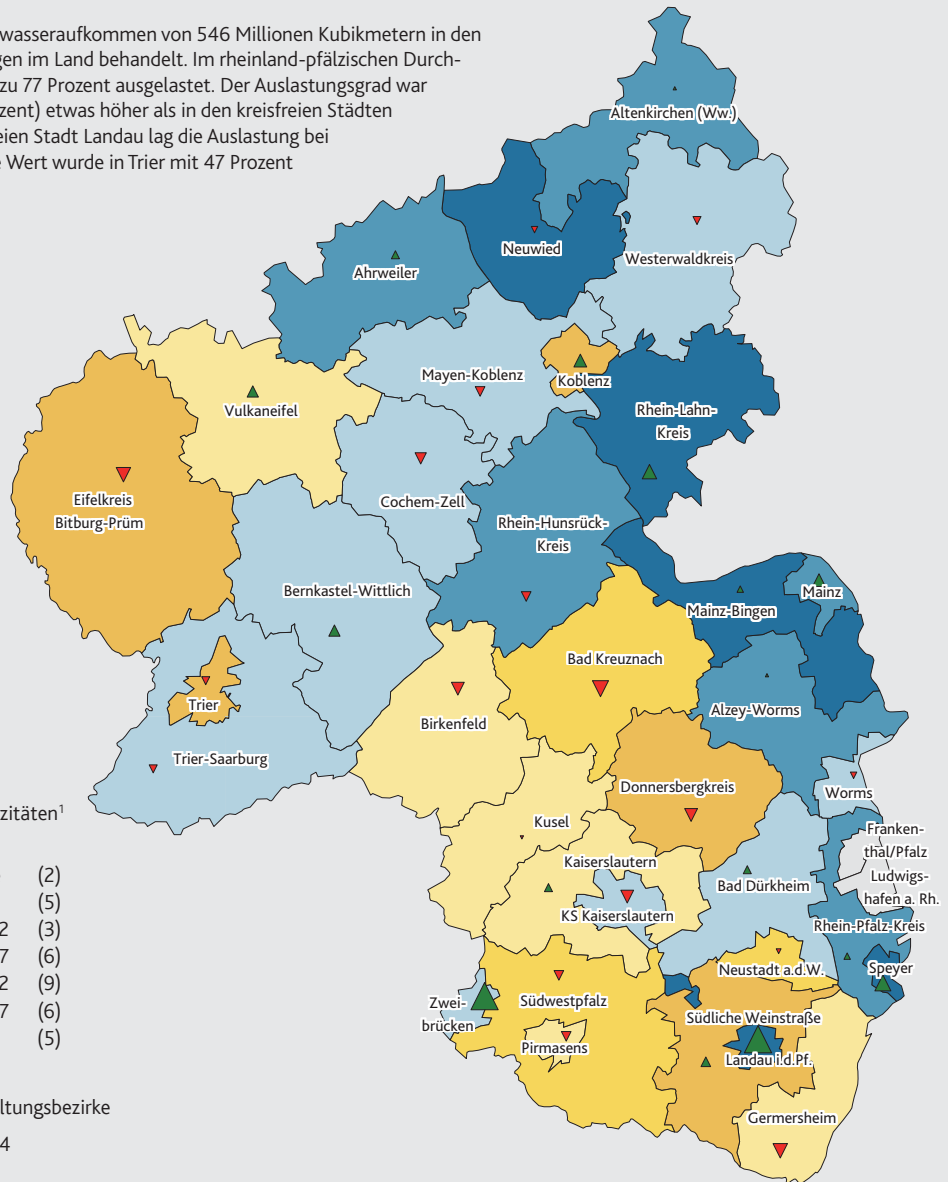 wasseraufkommen von 546 Millionen Kubikmetern in den
gen im Land behandelt. Im rheinland-pfälzischen Durch-
zu 77 Prozent ausgelastet. Der Auslastungsgrad war
zent) etwas höher als in den kreisfreien Städten
eien Stadt Landau lag die Auslastung bei
e Wert wurde in Trier mit 47 Prozent
Altenkirchen (Ww.)
Neuwied
Westerwaldkreis
Ahrweiler
Mayen-Koblenz
Koblenz
Vulkaneifel
Rhein-Lahn-
Kreis
Cochem-Zell
Eifelkreis
Bitburg-Prüm
Rhein-Hunsrück-
Kreis
Bernkastel-Wittlich
Mainz-Bingen
Mainz
Bad Kreuznach
Trier
Birkenfeld
Alzey-Worms
Trier-Saarburg
Donnersbergkreis
Worms
zitäten¹
Kusel
Franken-
thal/Pfalz
Ludwigs-
hafen a. Rh.
Kaiserslautern
KS Kaiserslautern
Bad Dürkheim
(2)
(5)
2 (3)
7 (6)
2 (9)
7 (6)
(5)
Rhein-Pfalz-Kreis
Neustadt a.d.W.
Speyer
Zwei-
brücken
Südwestpfalz
Südliche Weinstraße
Pirmasens
Landau i.d.Pf.
ltungsbezirke
4
Germersheim